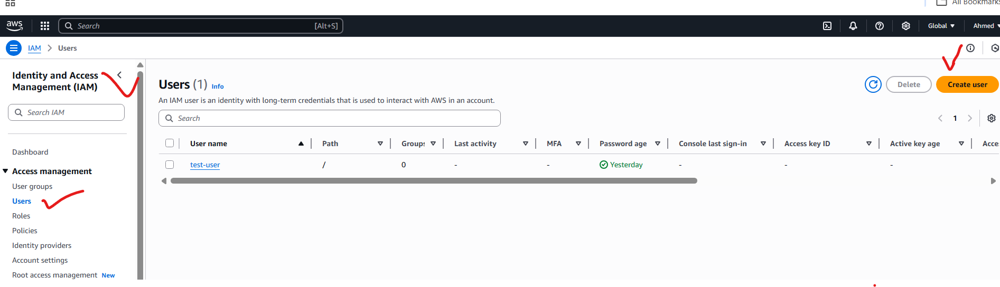 All Bookmarks
aws
Search [Alt+S]
Global Ahmed
IAM > Users
Identity and Access
Management (IAM)
Search IAM
Dashboard
Access management
User groups
Users
Roles
Policies
Identity providers
Account settings
Root access management New
Users (1) Info
Delete
Create user
An IAM user is an identity with long-term credentials that is used to interact with AWS in an account.
Search
1
User name Path Groups Last activity MFA Password age Console last sign-in Access key ID Active key age Acce
test-user / 0 - - Yesterday - - -